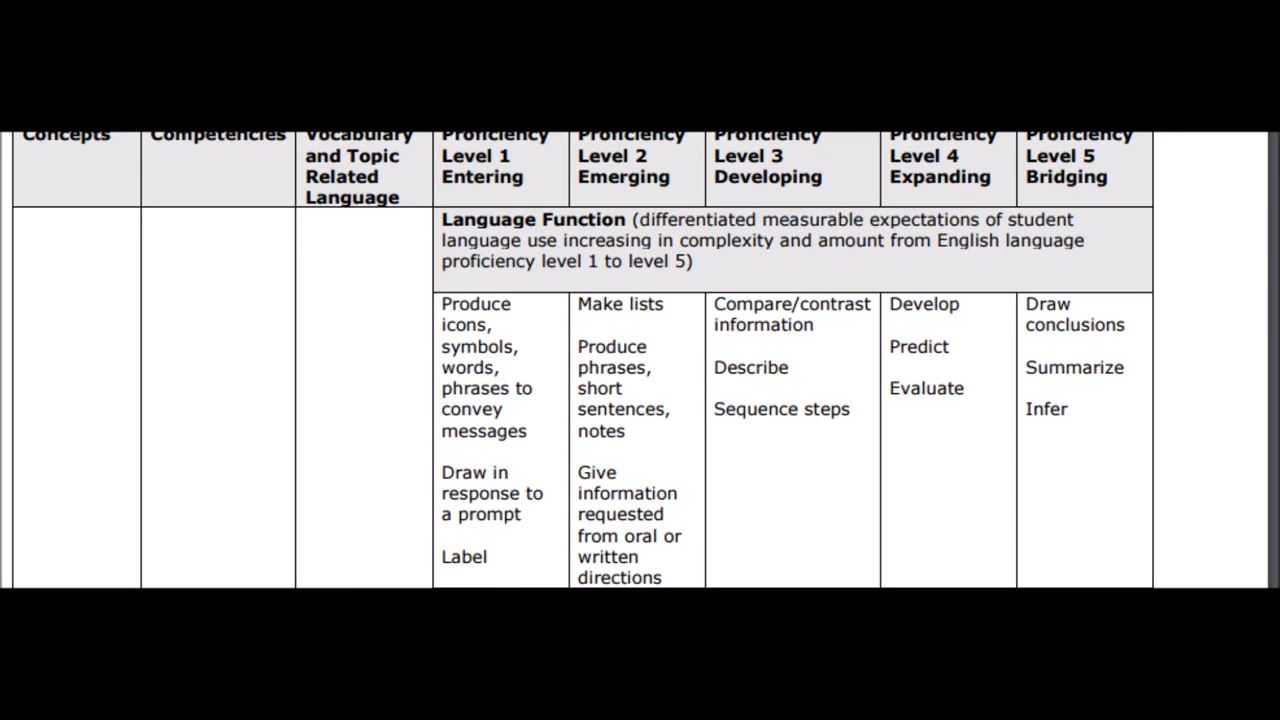 Concepts
Competencies
Vocabulary
and Topic
Related
Language
Proficiency
Level 1
Entering
Proficiency
Level 2
Emerging
Proficiency
Level 3
Developing
Proficiency
Level 4
Expanding
Proficiency
Level 5
Bridging
Language Function (differentiated measurable expectations of student
language use increasing in complexity and amount from English language
proficiency level 1 to level 5)
Produce
icons,
symbols,
words,
phrases to
convey
messages
Draw in
response to
a prompt
Label
Make lists
Produce
phrases,
short
sentences,
notes
Give
information
requested
from oral or
written
directions
Compare/contrast
information
Describe
Sequence steps
Develop
Predict
Evaluate
Draw
conclusions
Summarize
Infer